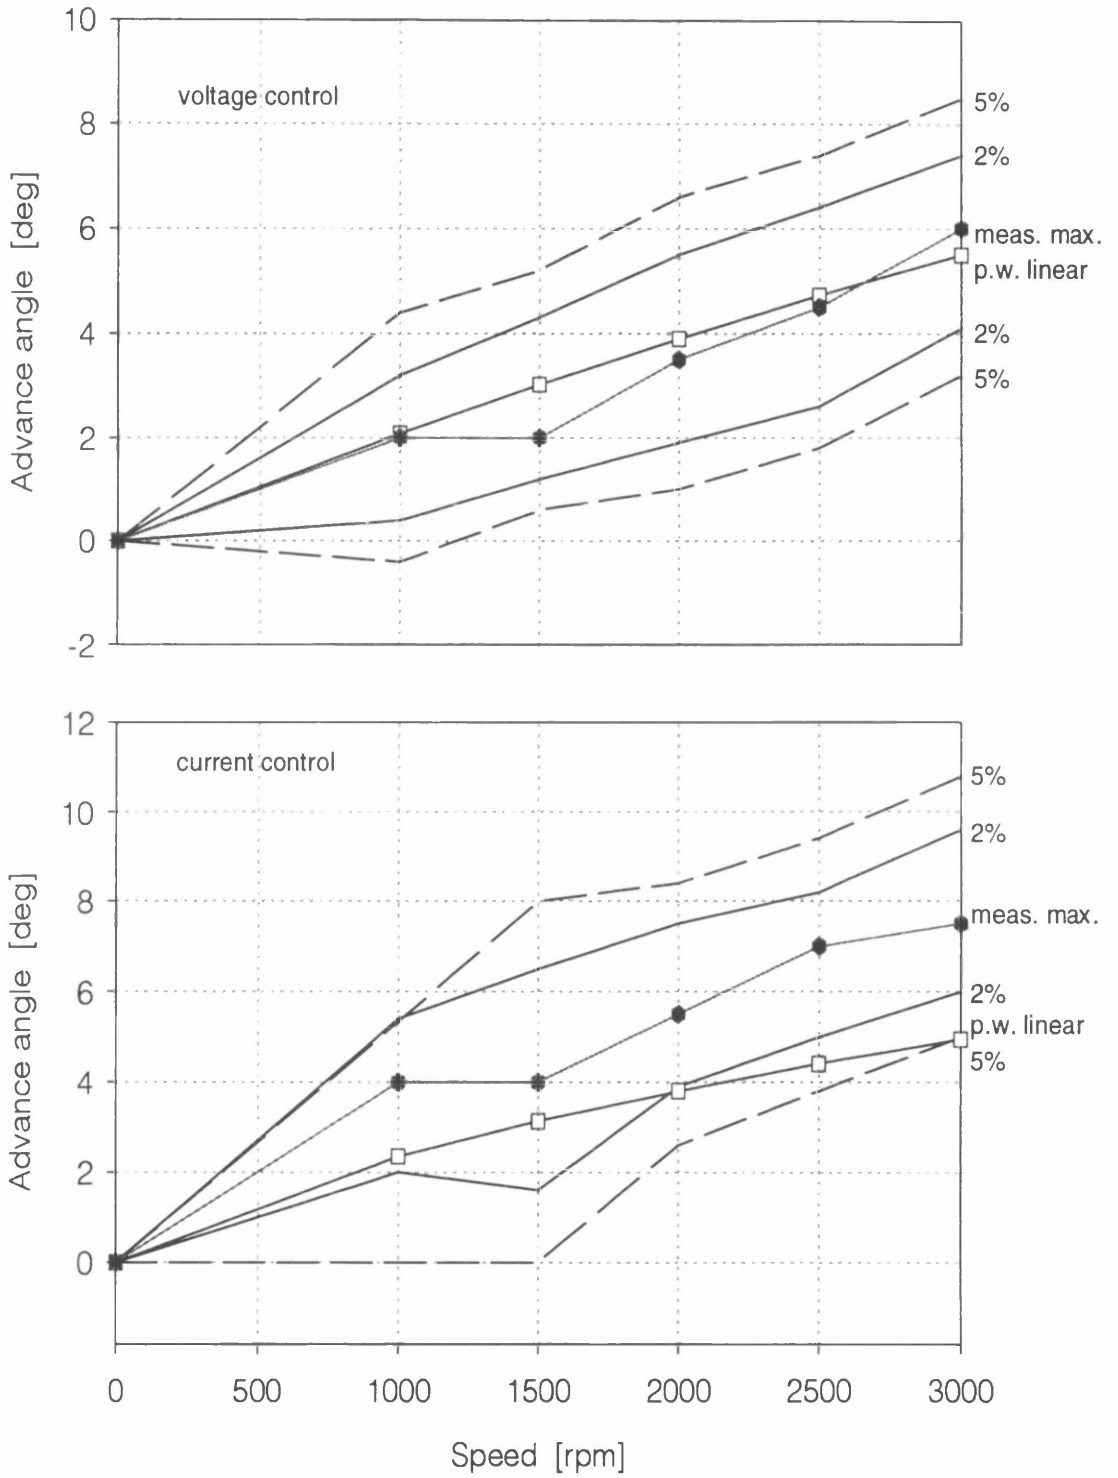 10
8
6
4
2
0
-2
Advance angle [deg]
voltage control
5%
2%
meas. max.
p.w. linear
2%
5%
12
10
8
6
4
2
0
Advance angle [deg]
current control
5%
2%
meas. max.
2%
p.w. linear
5%
0 500 1000 1500 2000 2500 3000
Speed [rpm]